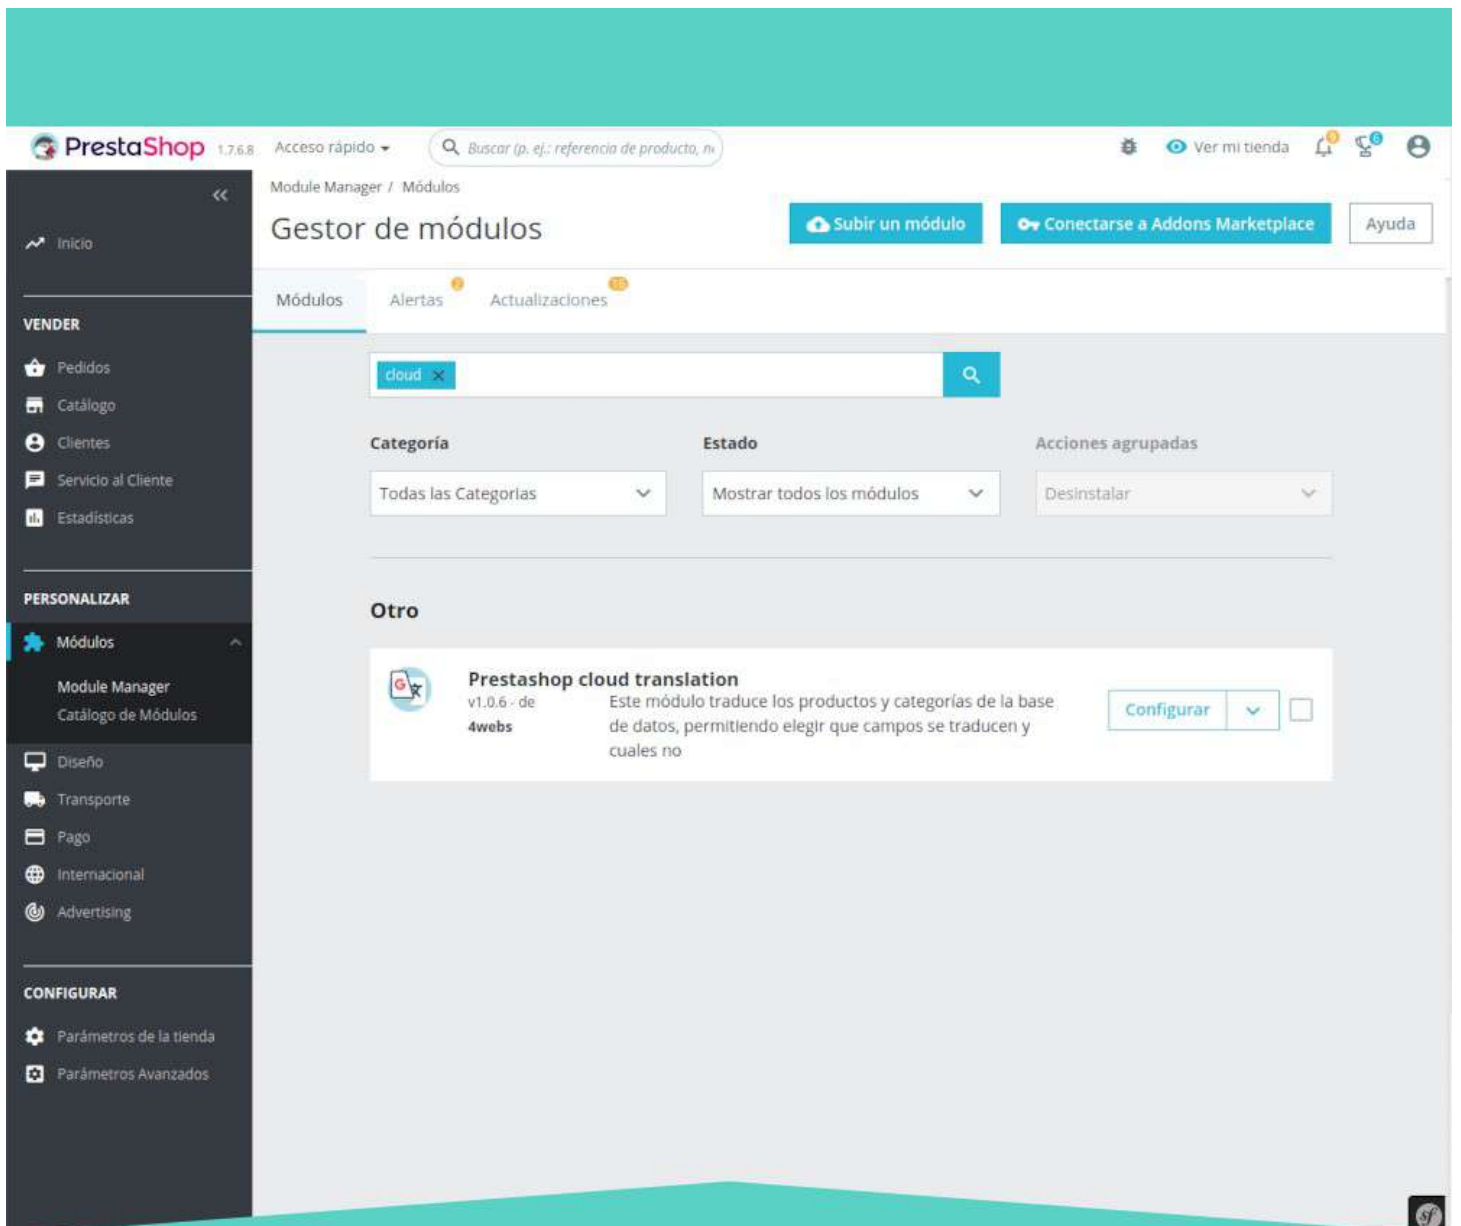 PrestaShop 1.7.6.8 Acceso rápido Buscar (p. ej.: referencia de producto, n Ver mi tienda 6
Module Manager / Módulos
Gestor de módulos Subir un módulo Conectarse a Addons Marketplace Ayuda
Inicio
Módulos Alertas 2 Actualizaciones
VENDER
Pedidos
Catálogo
Clientes
Servicio al Cliente
Estadísticas
cloud
Categoría Estado Acciones agrupadas
Todas las Categorias Mostrar todos los módulos Desinstalar
PERSONALIZAR
Módulos
Module Manager
Catálogo de Módulos
Diseño
Transporte
Pago
Internacional
Advertising
Otro
Prestashop cloud translation
v1.0.6 - de
4webs
Este módulo traduce los productos y categorías de la base
de datos, permitiendo elegir que campos se traducen y
cuales no
Configurar
CONFIGURAR
Parámetros de la tienda
Parámetros Avanzados
sf